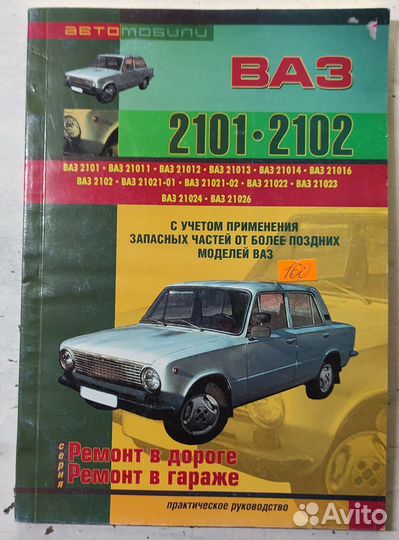 АВТОМОБИЛИ
ВАЗ
2101 • 2102
ВАЗ 2101 • ВАЗ 21011 • ВАЗ 21012 • ВАЗ 21013 • ВАЗ 21014 • ВАЗ 21016
ВАЗ 2102 • ВАЗ 21021-01 • ВАЗ 21021-02 • ВАЗ 21022 • ВАЗ 21023
ВАЗ 21024 • ВАЗ 21026
С УЧЕТОМ ПРИМЕНЕНИЯ
ЗАПАСНЫХ ЧАСТЕЙ ОТ БОЛЕЕ ПОЗДНИХ
МОДЕЛЕЙ ВАЗ
160
серия
Ремонт в дороге
Ремонт в гараже
практическое руководство
Avito